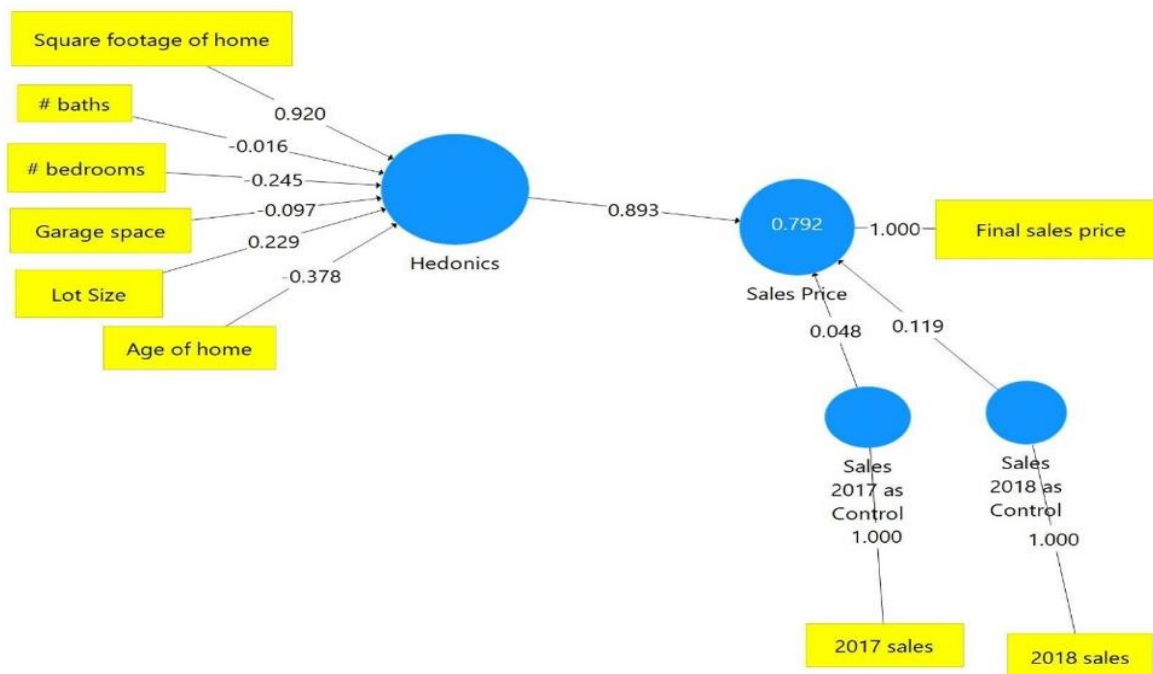 Square footage of home
# baths
# bedrooms
Garage space
Lot Size
Age of home
0.920
-0.016
-0.245
-0.097
0.229
-0.378
Hedonics
0.893
0.792
Sales Price
1.000
Final sales price
0.048
0.119
Sales
2017 as
Control
1.000
Sales
2018 as
Control
1.000
2017 sales
2018 sales